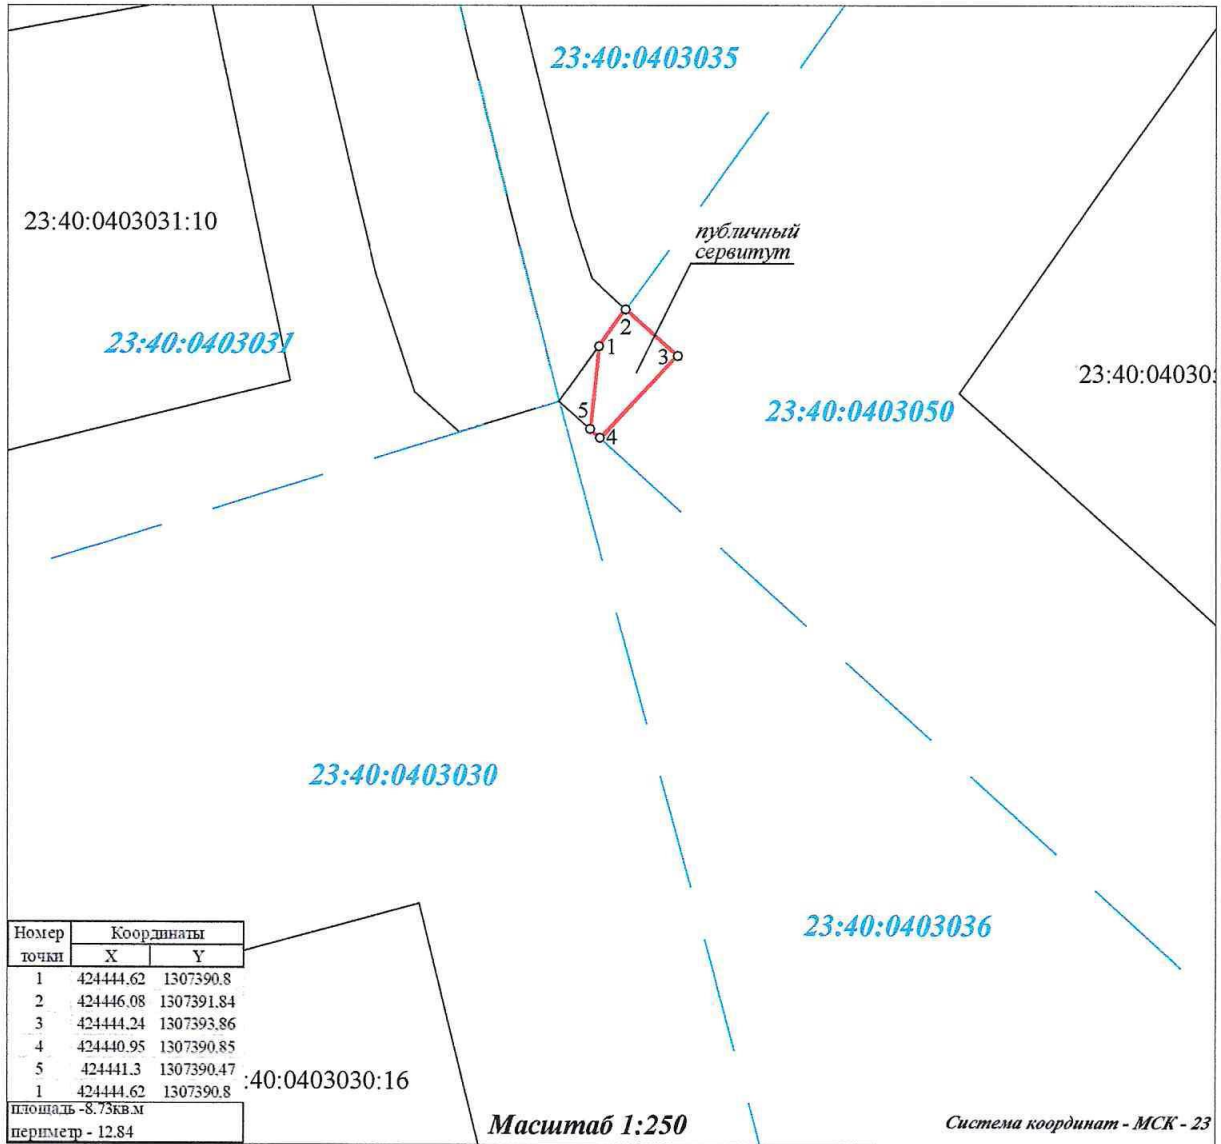 23:40:0403035
23:40:0403031:10
публичный
сервитут
2
1
3
23:40:0403031
23:40:04030
23:40:0403050
5
4
23:40:0403030
23:40:0403036
Номер точки Координаты
X Y
1 424444.62 1307390.8
2 424446.08 1307391.84
3 424444.24 1307393.86
4 424440.95 1307390.85
5 424441.3 1307390.47
1 424444.62 1307390.8
площадь -8.73кв.м
периметр - 12.84
:40:0403030:16
Масштаб 1:250
Система координат - МСК - 23